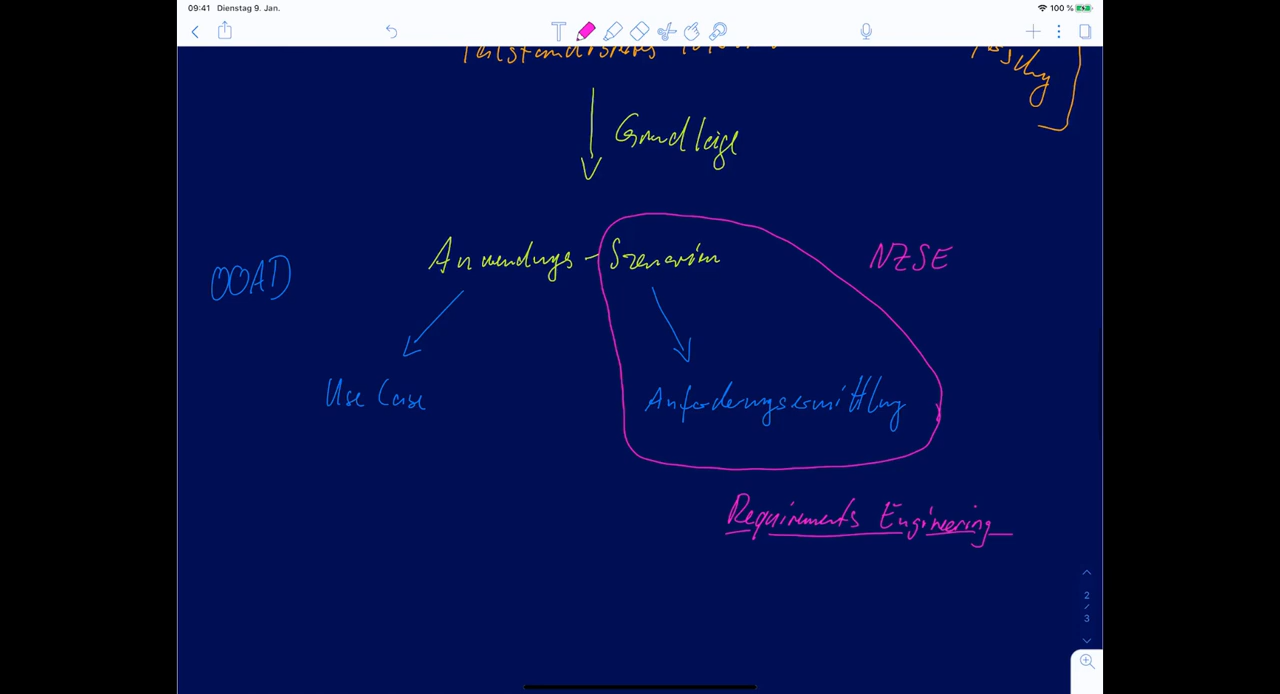 09:41 Dienstag 9. Jan.
100 %
Grundlage
Anwendungs - Szenarien
NZSE
OOAD
Use Case
Anforderungsermittlung
Requirements Engineering
2
/
3